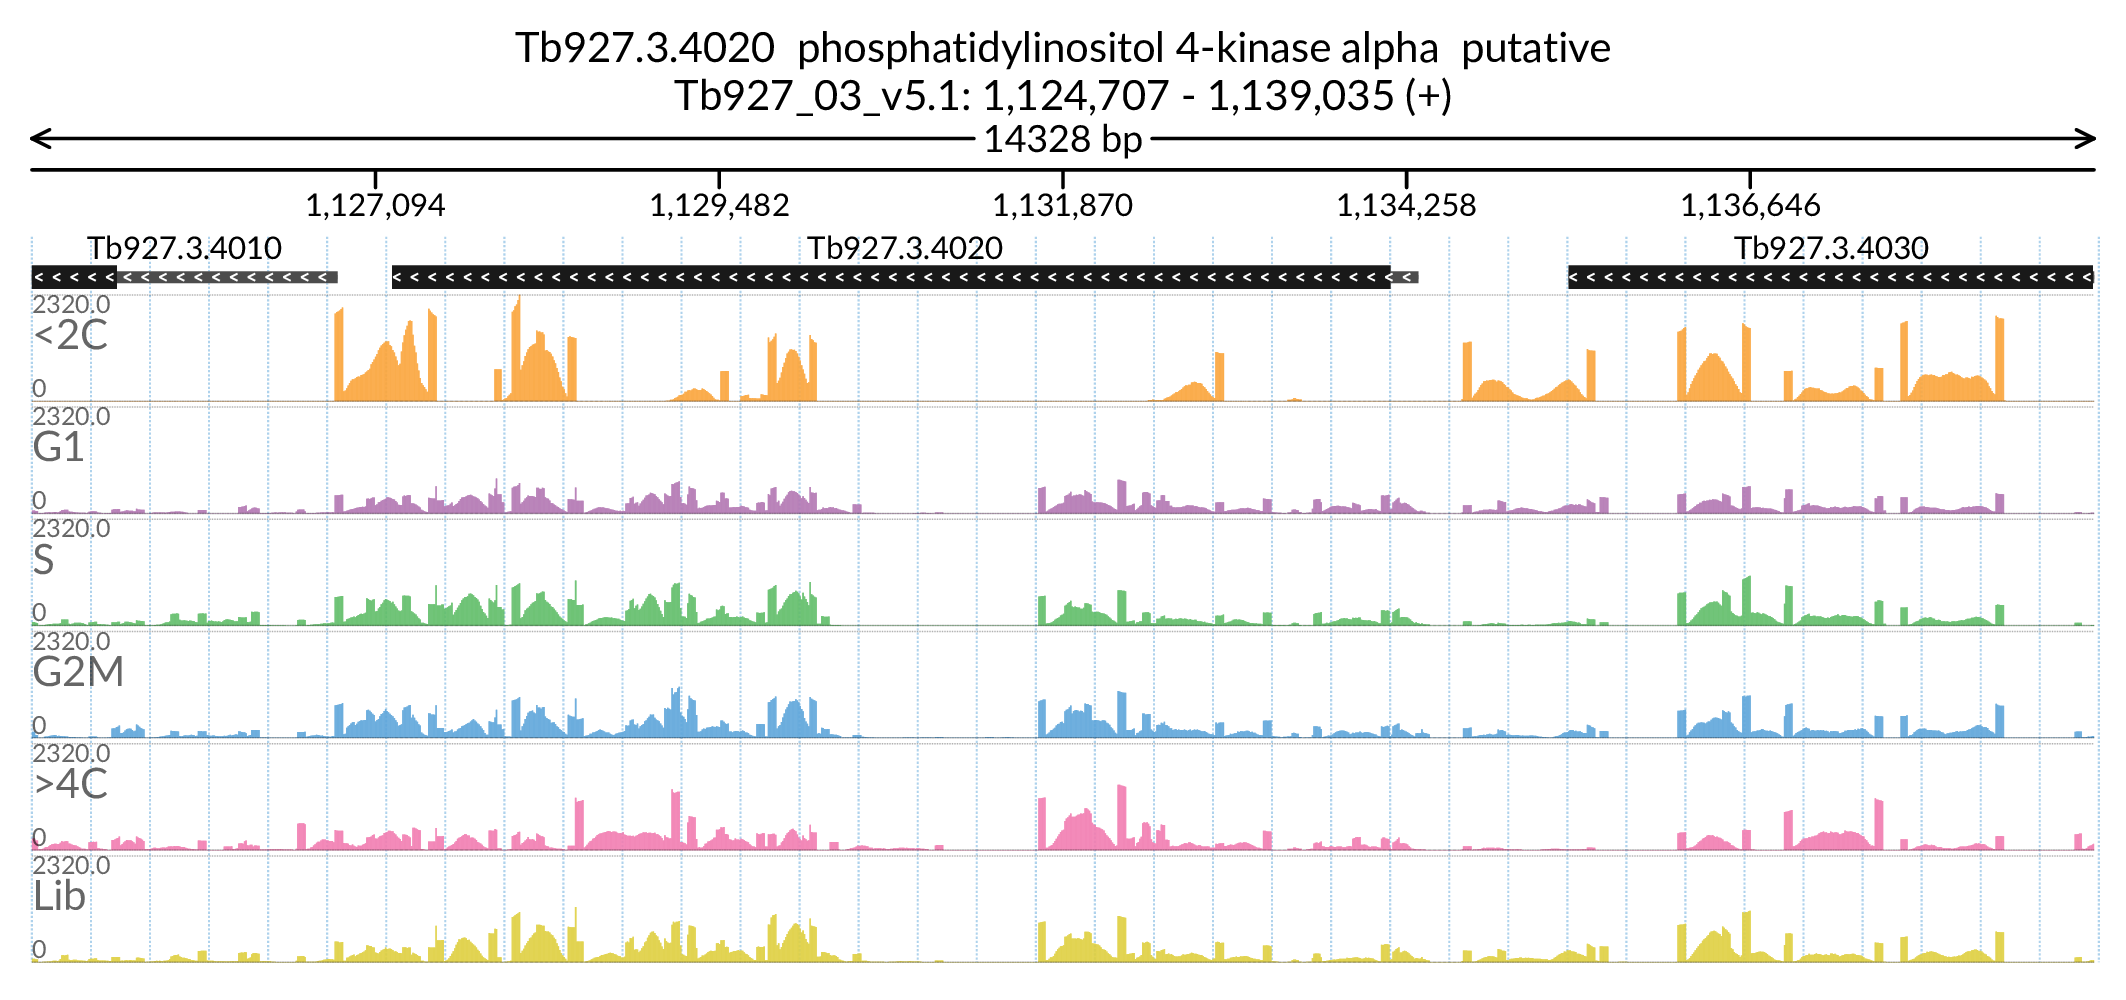 Tb927.3.4020 phosphatidylinositol 4-kinase alpha putative
Tb927_03_v5.1: 1,124,707 - 1,139,035 (+)
14328 bp
1,127,094 1,129,482 1,131,870 1,134,258 1,136,646
Tb927.3.4010 Tb927.3.4020 Tb927.3.4030
2320.0
<2C
0
2320.0
G1
0
2320.0
S
0
2320.0
G2M
0
2320.0
>4C
0
2320.0
Lib
0